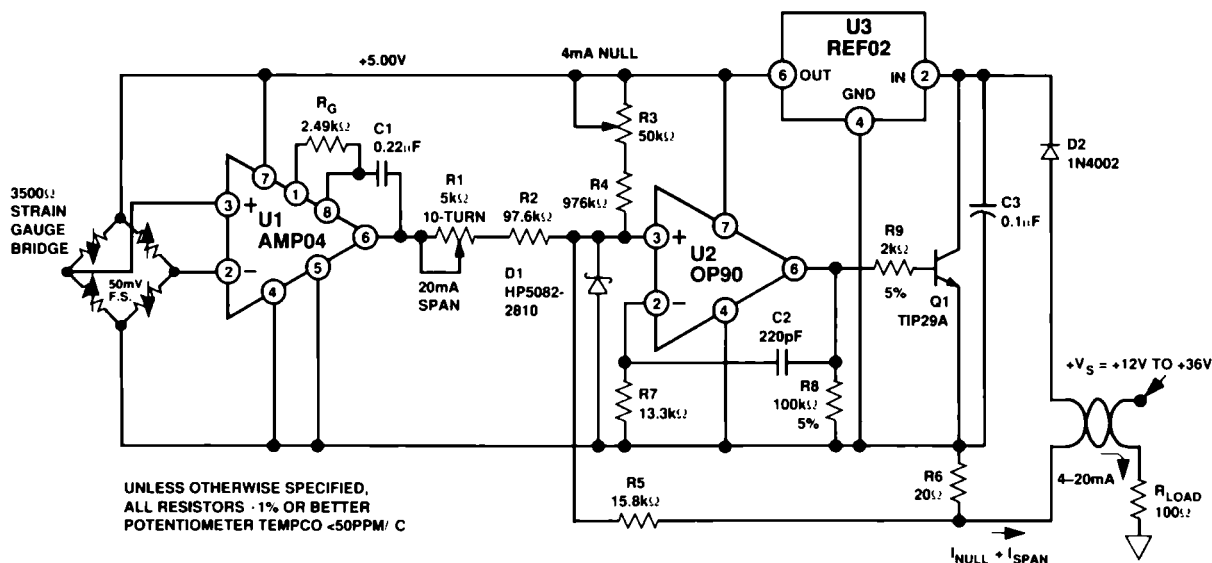 U3
REF02
4mA NULL
+5.00V
6
OUT
IN
2
GND
4
RG
2.49kΩ
C1
0.22µF
R3
50kΩ
D2
1N4002
7
1
8
3500Ω
STRAIN
GAUGE
BRIDGE
3
+
U1
AMP04
6
R1
5kΩ
10-TURN
R2
97.6kΩ
R4
976kΩ
C3
0.1µF
7
3
+
U2
OP90
6
R9
2kΩ
5%
2
–
5
4
50mV
F.S.
20mA
SPAN
D1
HP5082-
2810
2
–
4
Q1
TIP29A
C2
220pF
+VS = +12V TO +36V
R7
13.3kΩ
R8
100kΩ
5%
UNLESS OTHERWISE SPECIFIED,
ALL RESISTORS ·1% OR BETTER
POTENTIOMETER TEMPCO <50PPM/ C
R5
15.8kΩ
R6
20Ω
4–20mA
RLOAD
100Ω
INULL + ISPAN